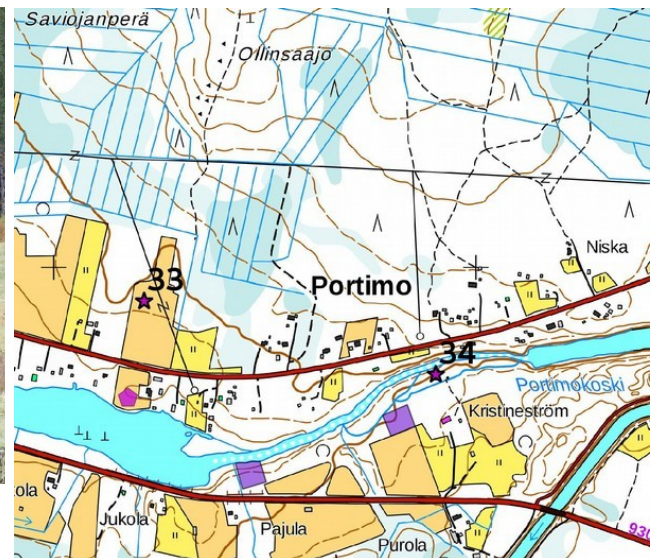 Saviojanperä
Ollinsaajo
Niska
33
Portimo
34
Portimokoski
Kristineström
ola
Jukola
Pajula
Purola
930